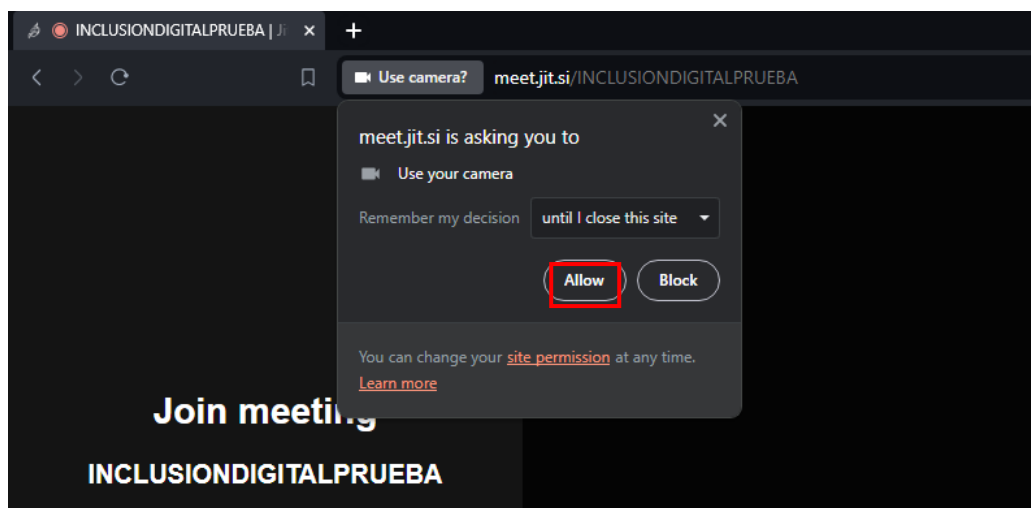 INCLUSIONDIGITALPRUEBA | Ji
Use camera? meet.jit.si/INCLUSIONDIGITALPRUEBA
meet.jit.si is asking you to
Use your camera
Remember my decision until I close this site
Allow Block
You can change your site permission at any time.
Learn more
Join meeting
INCLUSIONDIGITALPRUEBA